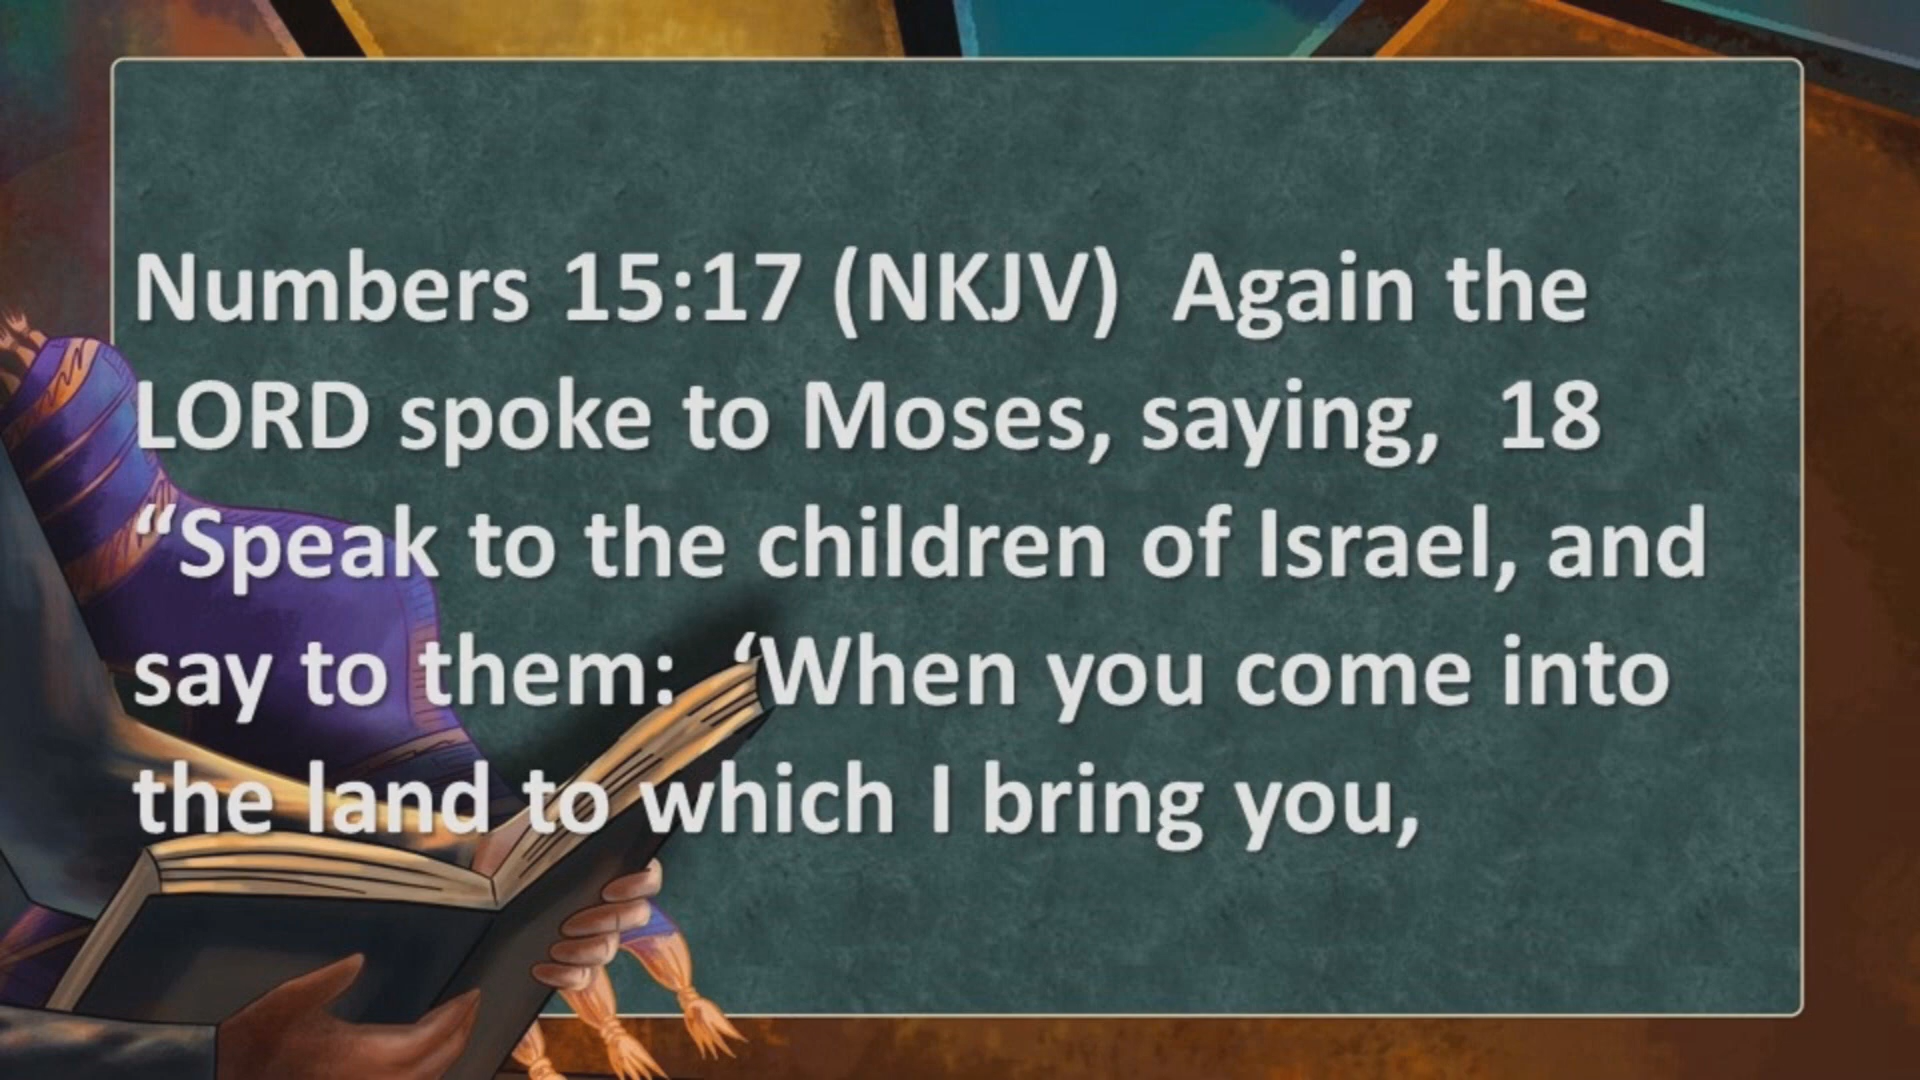 Numbers 15:17 (NKJV)  Again the
LORD spoke to Moses, saying,  18
“Speak to the children of Israel, and
say to them:  ‘When you come into
the land to which I bring you,